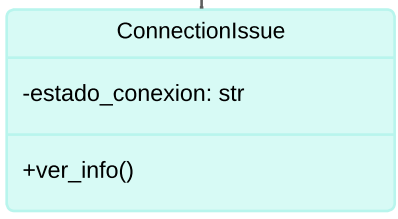 ConnectionIssue
-estado_conexion: str
+ver_info()